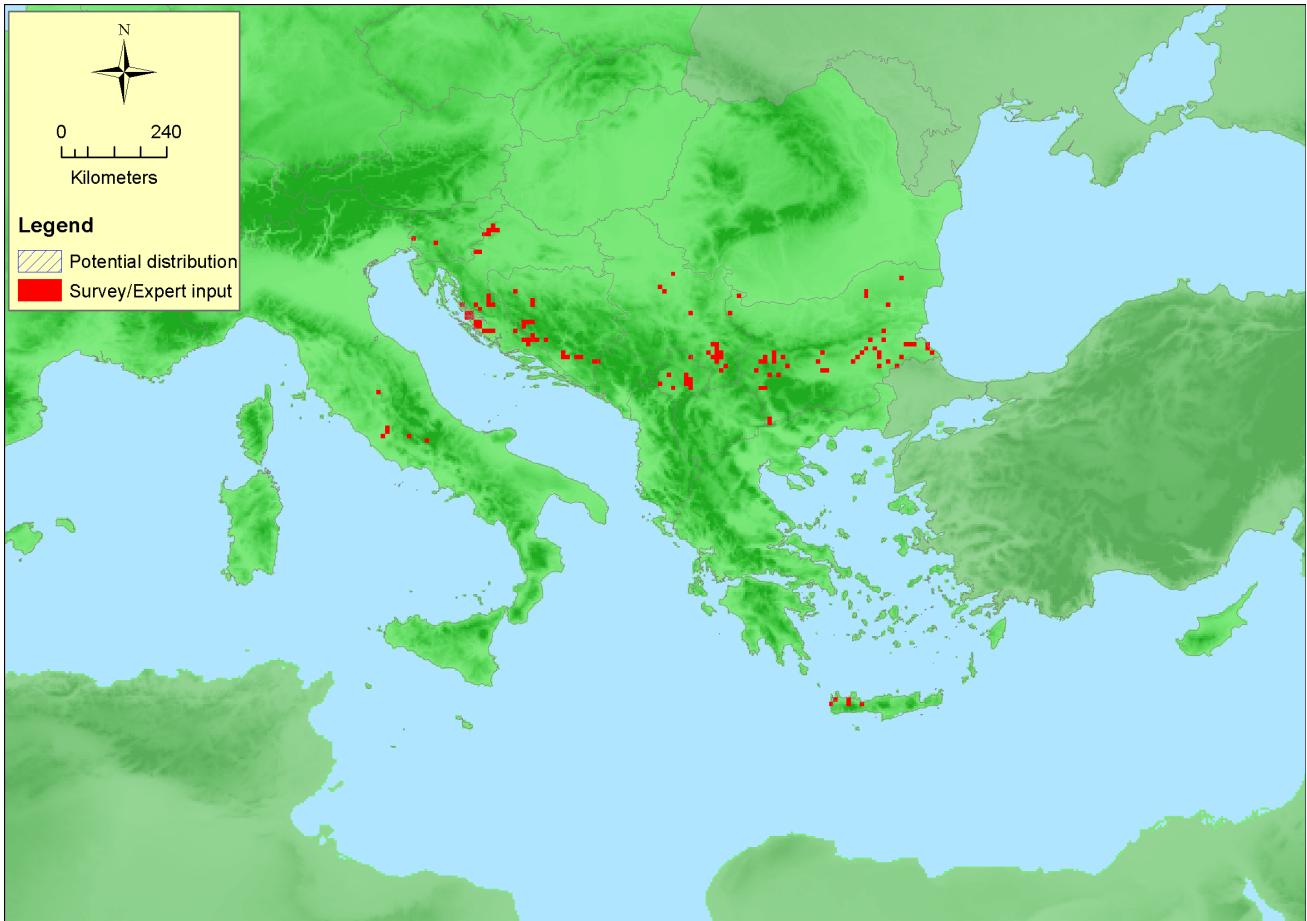 N
0 240
Kilometers
Legend
Potential distribution
Survey/Expert input